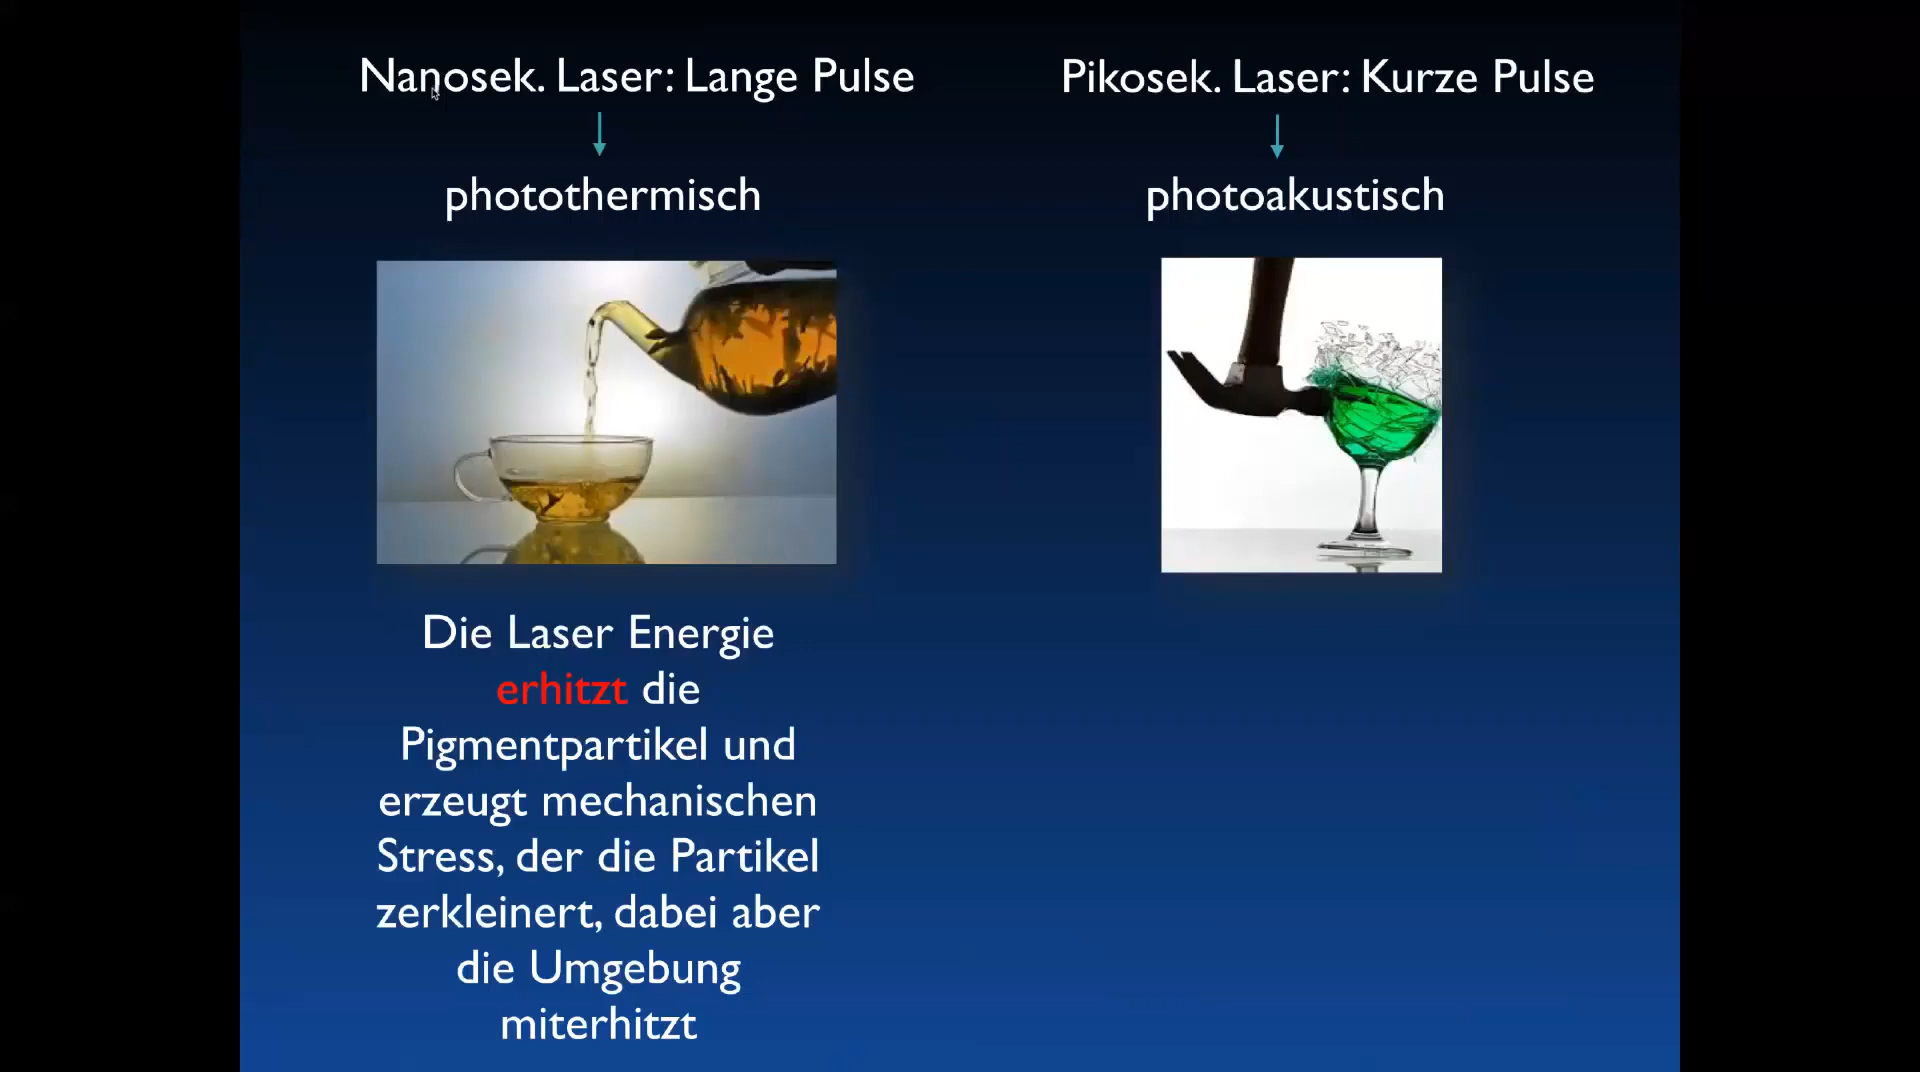 Nanosek. Laser: Lange Pulse
photothermisch
Die Laser Energie
erhitzt die
Pigmentpartikel und
erzeugt mechanischen
Stress, der die Partikel
zerkleinert, dabei aber
die Umgebung
miterhitzt
Pikosek. Laser: Kurze Pulse
photoakustisch